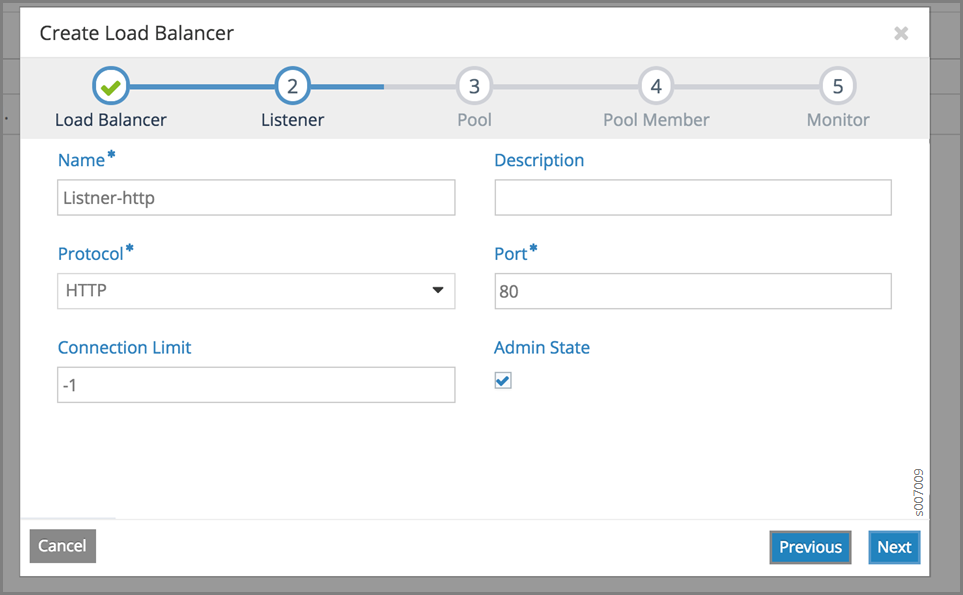 Create Load Balancer
2 3 4 5
Load Balancer Listener Pool Pool Member Monitor
Name* Description
Listner-http
Protocol* Port*
HTTP 80
Connection Limit Admin State
-1
s007009
Cancel Previous Next